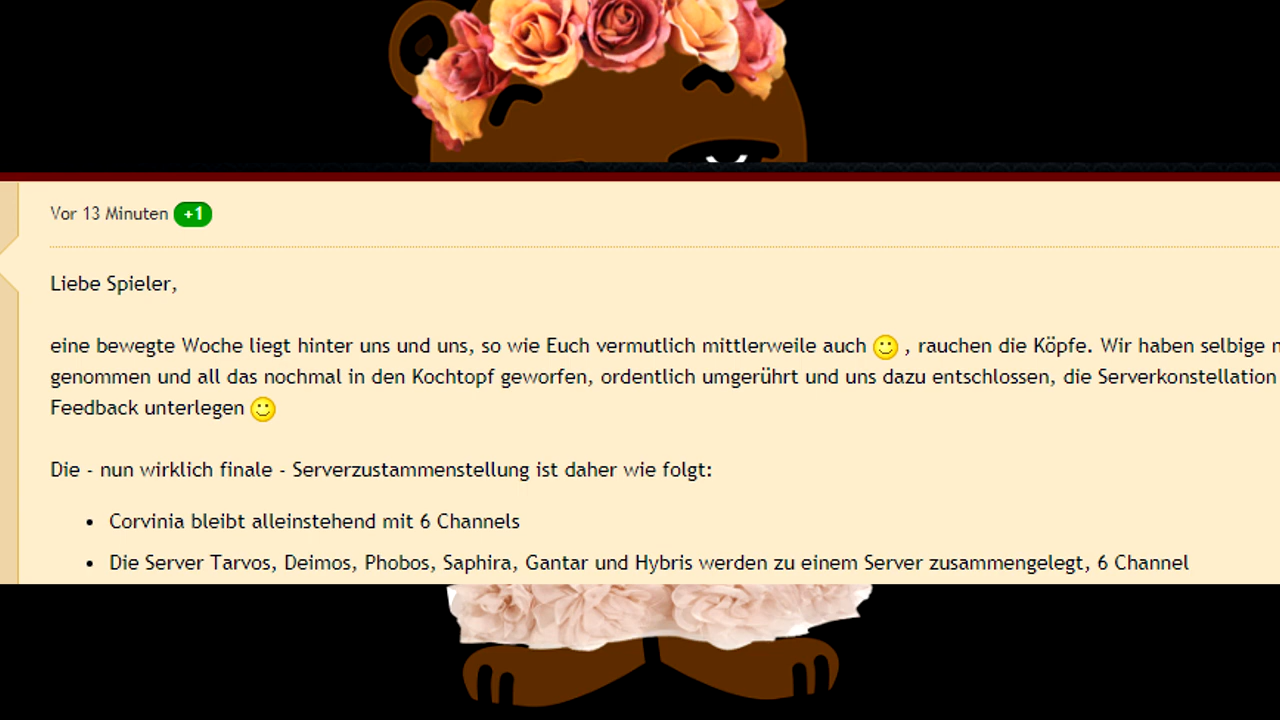 Vor 13 Minuten +1
Liebe Spieler,
eine bewegte Woche liegt hinter uns und uns, so wie Euch vermutlich mittlerweile auch , rauchen die Köpfe. Wir haben selbige
genommen und all das nochmal in den Kochtopf geworfen, ordentlich umgerührt und uns dazu entschlossen, die Serverkonstellation
Feedback unterlegen
Die - nun wirklich finale - Serverzustammenstellung ist daher wie folgt:
• Corvinia bleibt alleinstehend mit 6 Channels
• Die Server Tarvos, Deimos, Phobos, Saphira, Gantar und Hybris werden zu einem Server zusammengelegt, 6 Channel